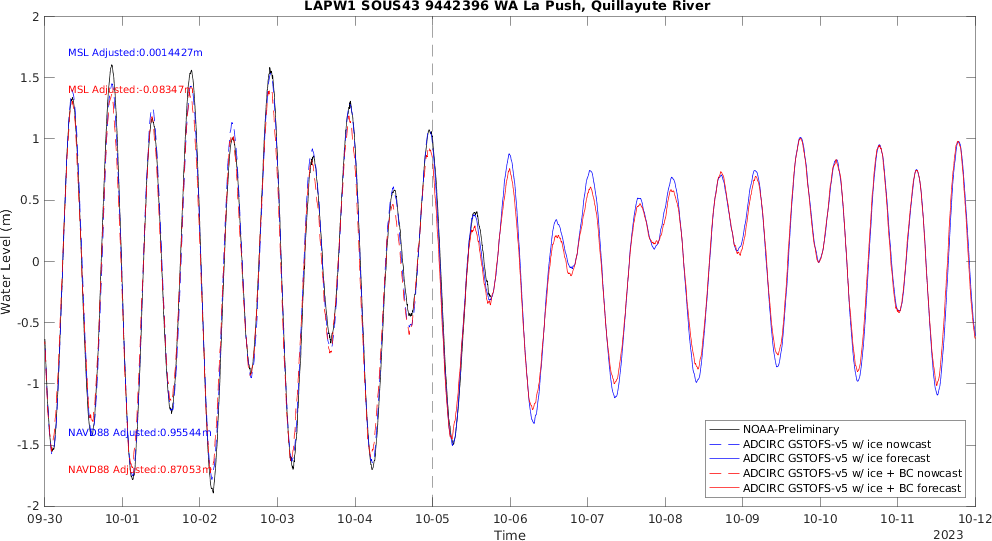 LAPW1 SOUS43 9442396 WA La Push, Quillayute River
2
1.5
1
0.5
0
-0.5
-1
-1.5
-2
Water Level (m)
MSL Adjusted:0.0014427m
MSL Adjusted:-0.08347m
NAVD88 Adjusted:0.95544m
NAVD88 Adjusted:0.87053m
NOAA-Preliminary
ADCIRC GSTOFS-v5 w/ ice nowcast
ADCIRC GSTOFS-v5 w/ ice forecast
ADCIRC GSTOFS-v5 w/ ice + BC nowcast
ADCIRC GSTOFS-v5 w/ ice + BC forecast
09-30 10-01 10-02 10-03 10-04 10-05 10-06 10-07 10-08 10-09 10-10 10-11 10-12
Time
2023